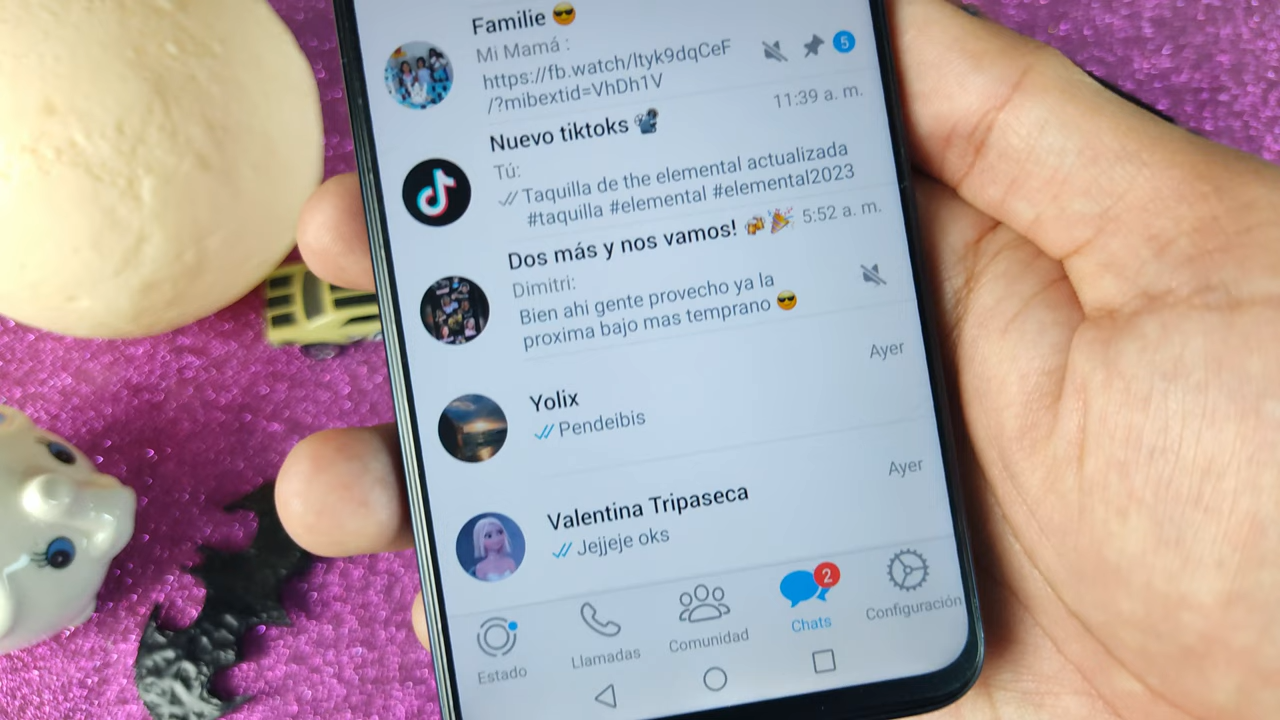 Familie 😎
Mi Mamá :
https://fb.watch/ltyk9dqCeF
/?mibextid=VhDh1V
5
11:39 a. m.
Nuevo tiktoks
Tú:
Taquilla de the elemental actualizada
#taquilla #elemental #elemental2023
5:52 a. m.
Dos más y nos vamos! 🍻🎉
Dimitri:
Bien ahi gente provecho ya la
proxima bajo mas temprano 😎
Ayer
Yolix
Pendeibis
Ayer
Valentina Tripaseca
Jejjeje oks
Estado
Llamadas
Comunidad
2
Chats
Configuración